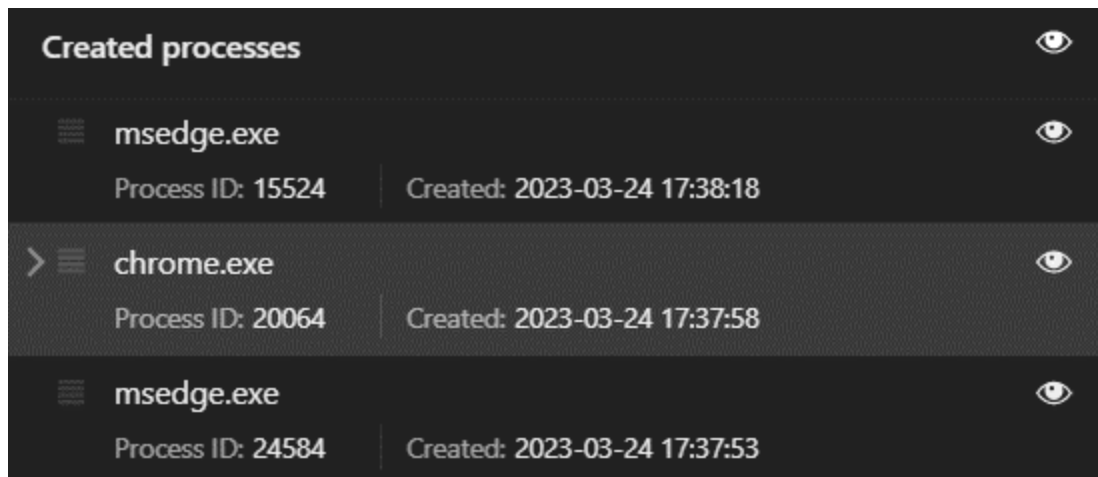 Created processes
msedge.exe
Process ID: 15524 Created: 2023-03-24 17:38:18
chrome.exe
Process ID: 20064 Created: 2023-03-24 17:37:58
msedge.exe
Process ID: 24584 Created: 2023-03-24 17:37:53